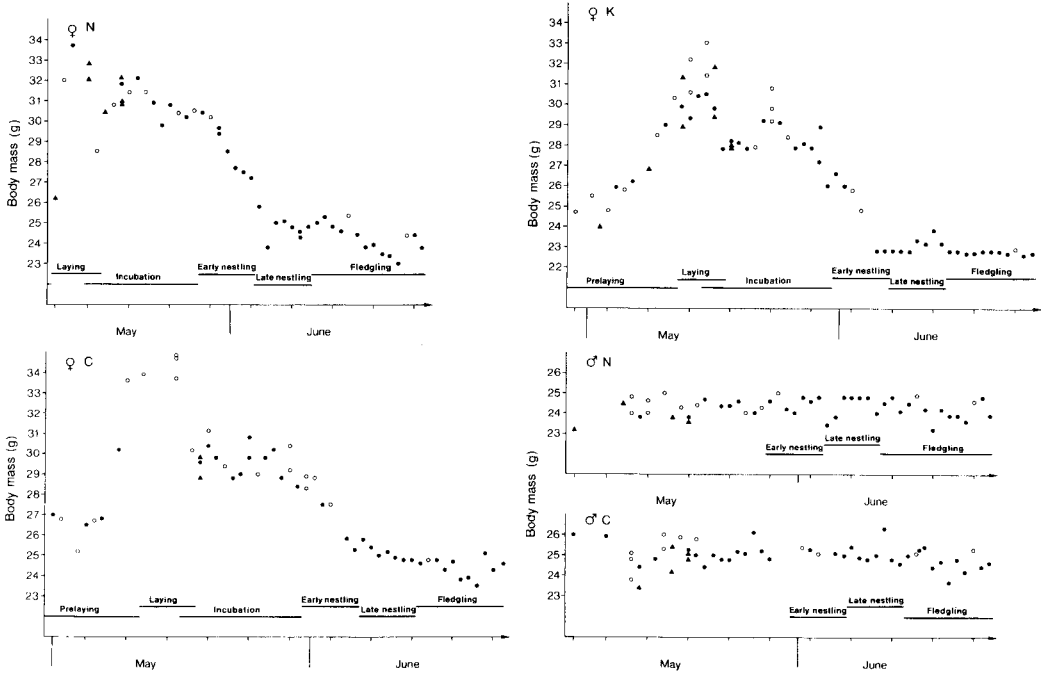 ♀ N
34
33
32
31
30
29
28
27
26
25
24
23
Body mass (g)
Laying
Incubation
Early nestling
Late nestling
Fledgling
May
June
♀ K
34
33
32
31
30
29
28
27
26
25
24
23
22
Body mass (g)
Prelaying
Laying
Incubation
Early nestling
Late nestling
Fledgling
May
June
♀ C
34
33
32
31
30
29
28
27
26
25
24
23
Body mass (g)
Prelaying
Laying
Incubation
Early nestling
Late nestling
Fledgling
May
June
♂ N
26
25
24
23
Body mass (g)
Early nestling
Late nestling
Fledgling
May
June
♂ C
26
25
24
23
Early nestling
Late nestling
Fledgling
May
June